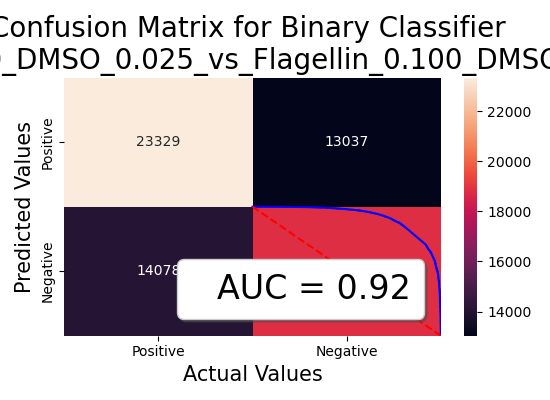 Confusion Matrix for Binary Classifier
_DMSO_0.025_vs_Flagellin_0.100_DMSO
Predicted Values
Positive
Negative
23329
13037
14078
AUC = 0.92
Positive
Negative
Actual Values
22000
20000
18000
16000
14000